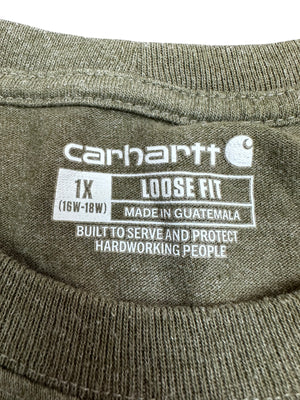 carhartt
1X
(16W-18W)
LOOSE FIT
MADE IN GUATEMALA
BUILT TO SERVE AND PROTECT
HARDWORKING PEOPLE